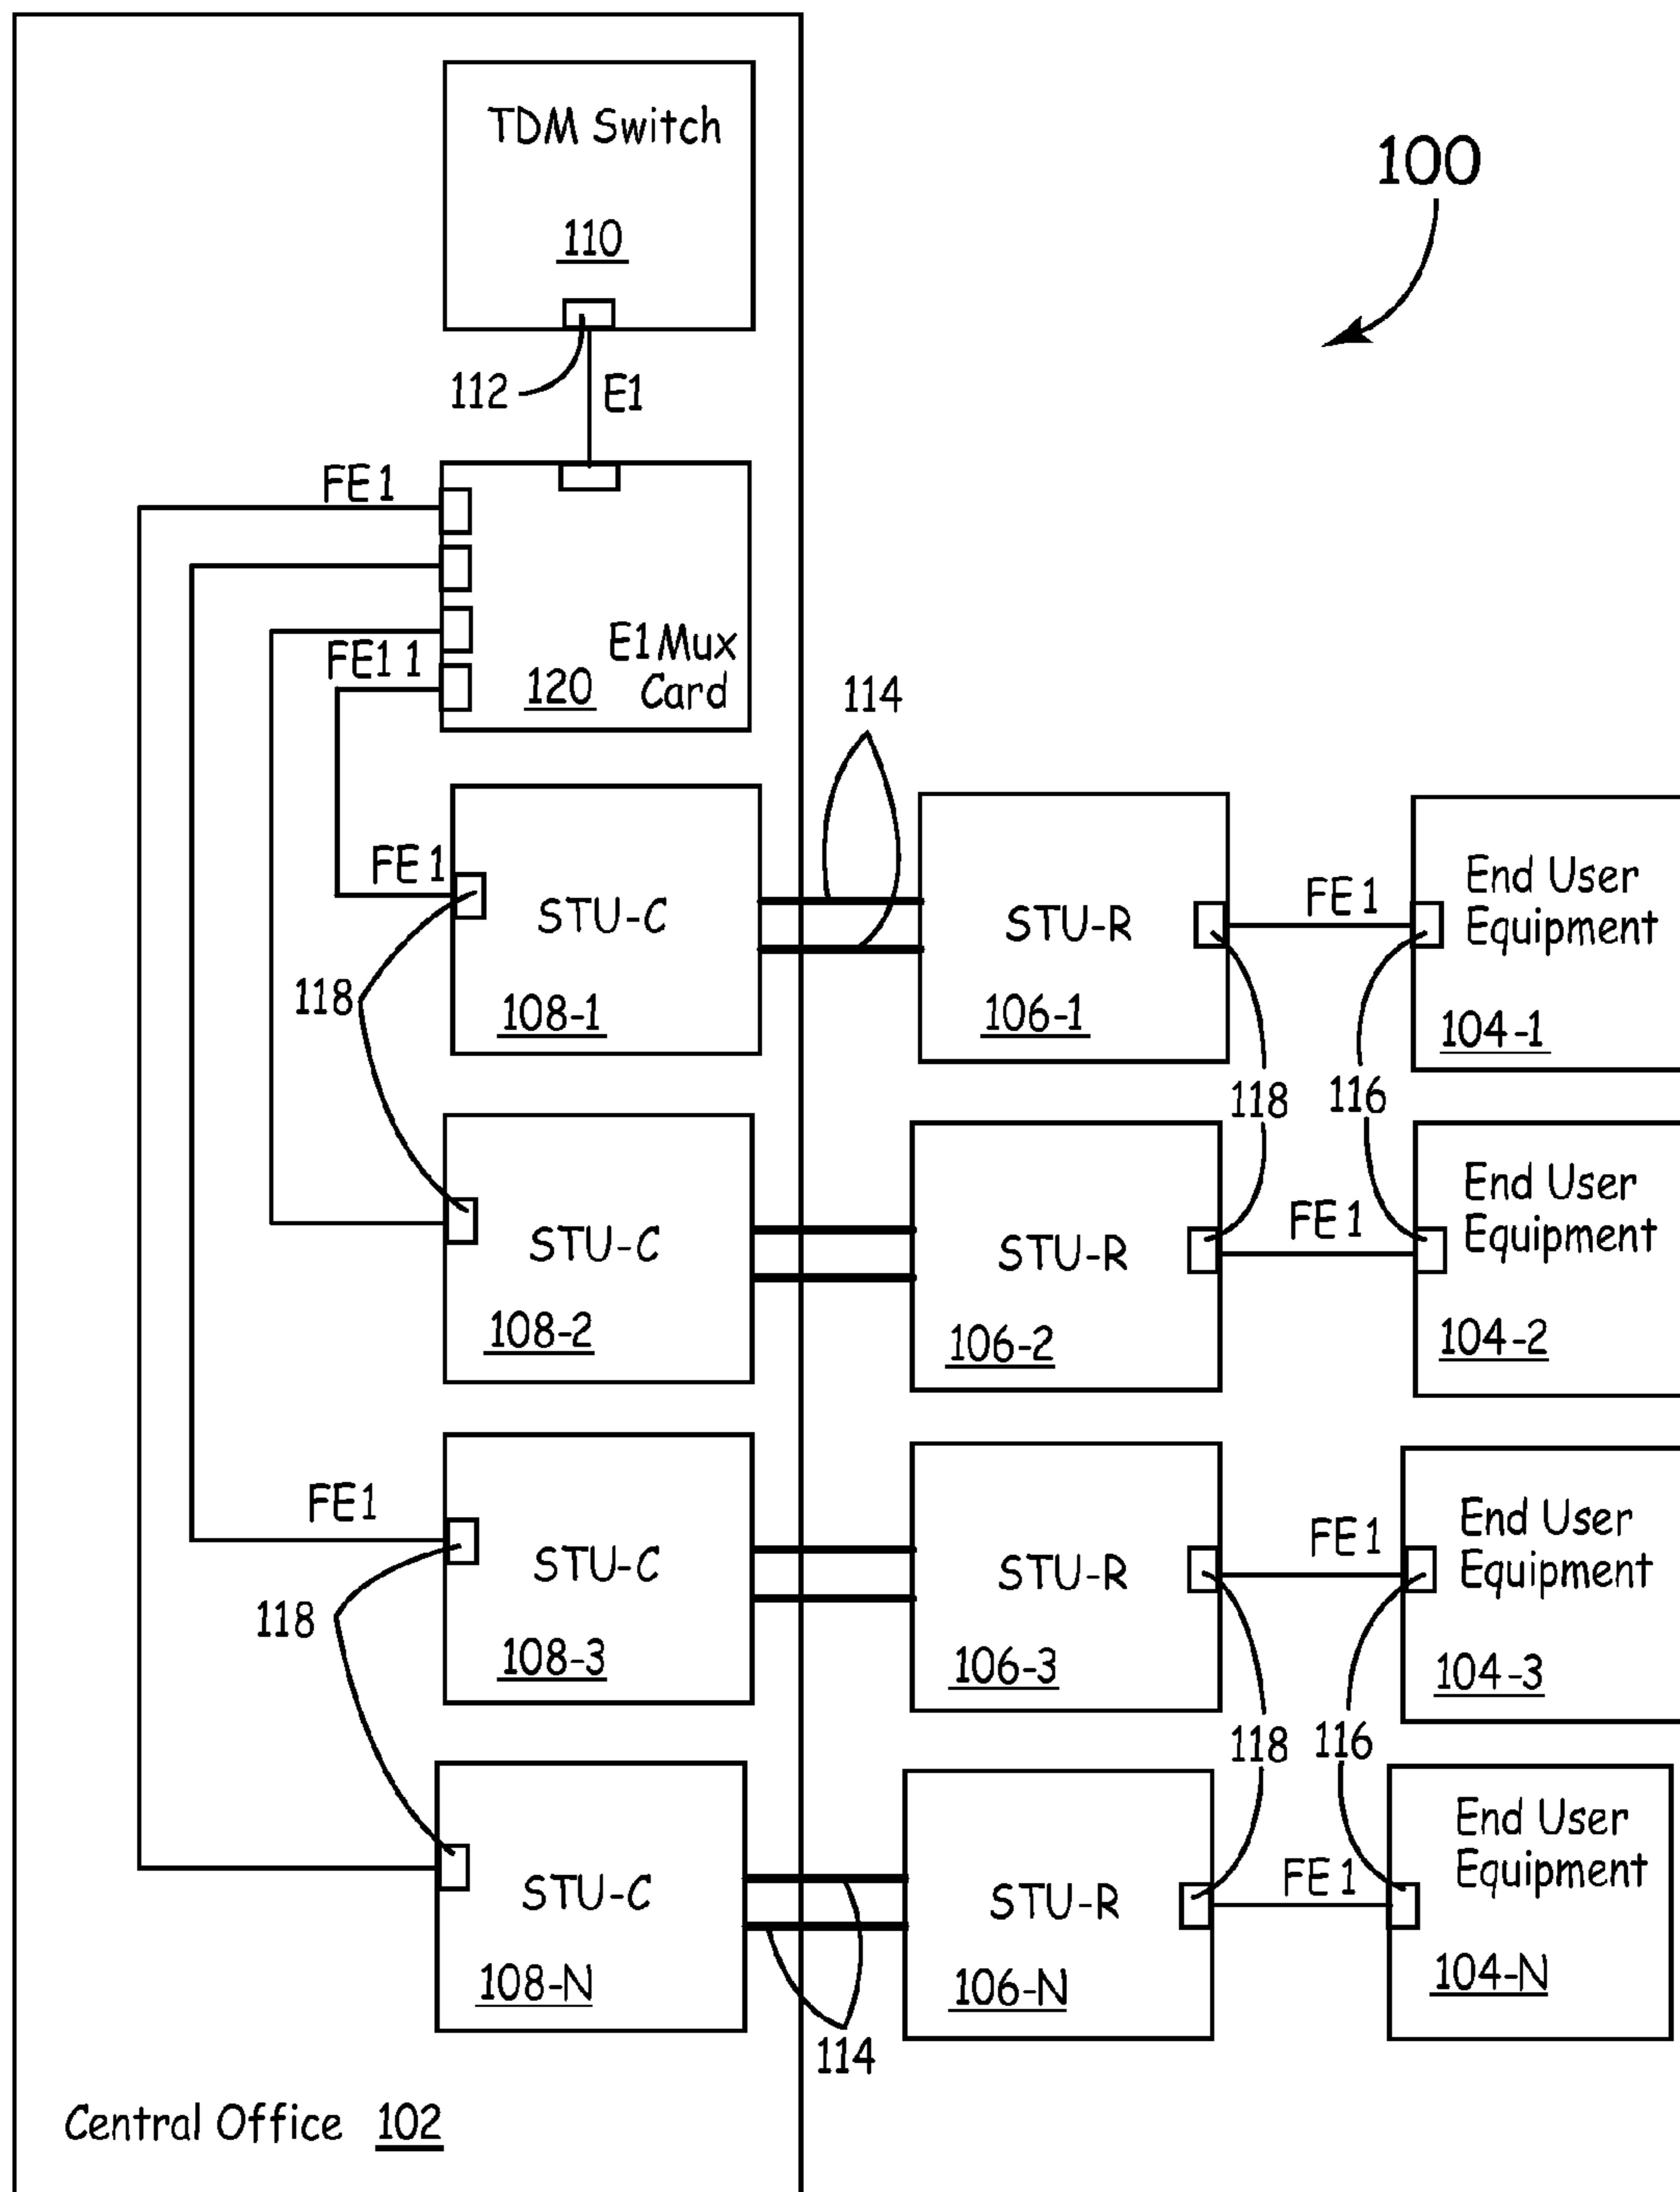 TDM Switch
110
112
E1
100
FE1
FE1 1
E1 Mux
Card
120
114
FE1
STU-C
108-1
STU-R
106-1
FE1
End User
Equipment
104-1
118
118
116
STU-C
108-2
STU-R
106-2
FE1
End User
Equipment
104-2
FE1
STU-C
108-3
STU-R
106-3
FE1
End User
Equipment
104-3
118
118
116
STU-C
108-N
STU-R
106-N
FE1
End User
Equipment
104-N
114
Central Office 102